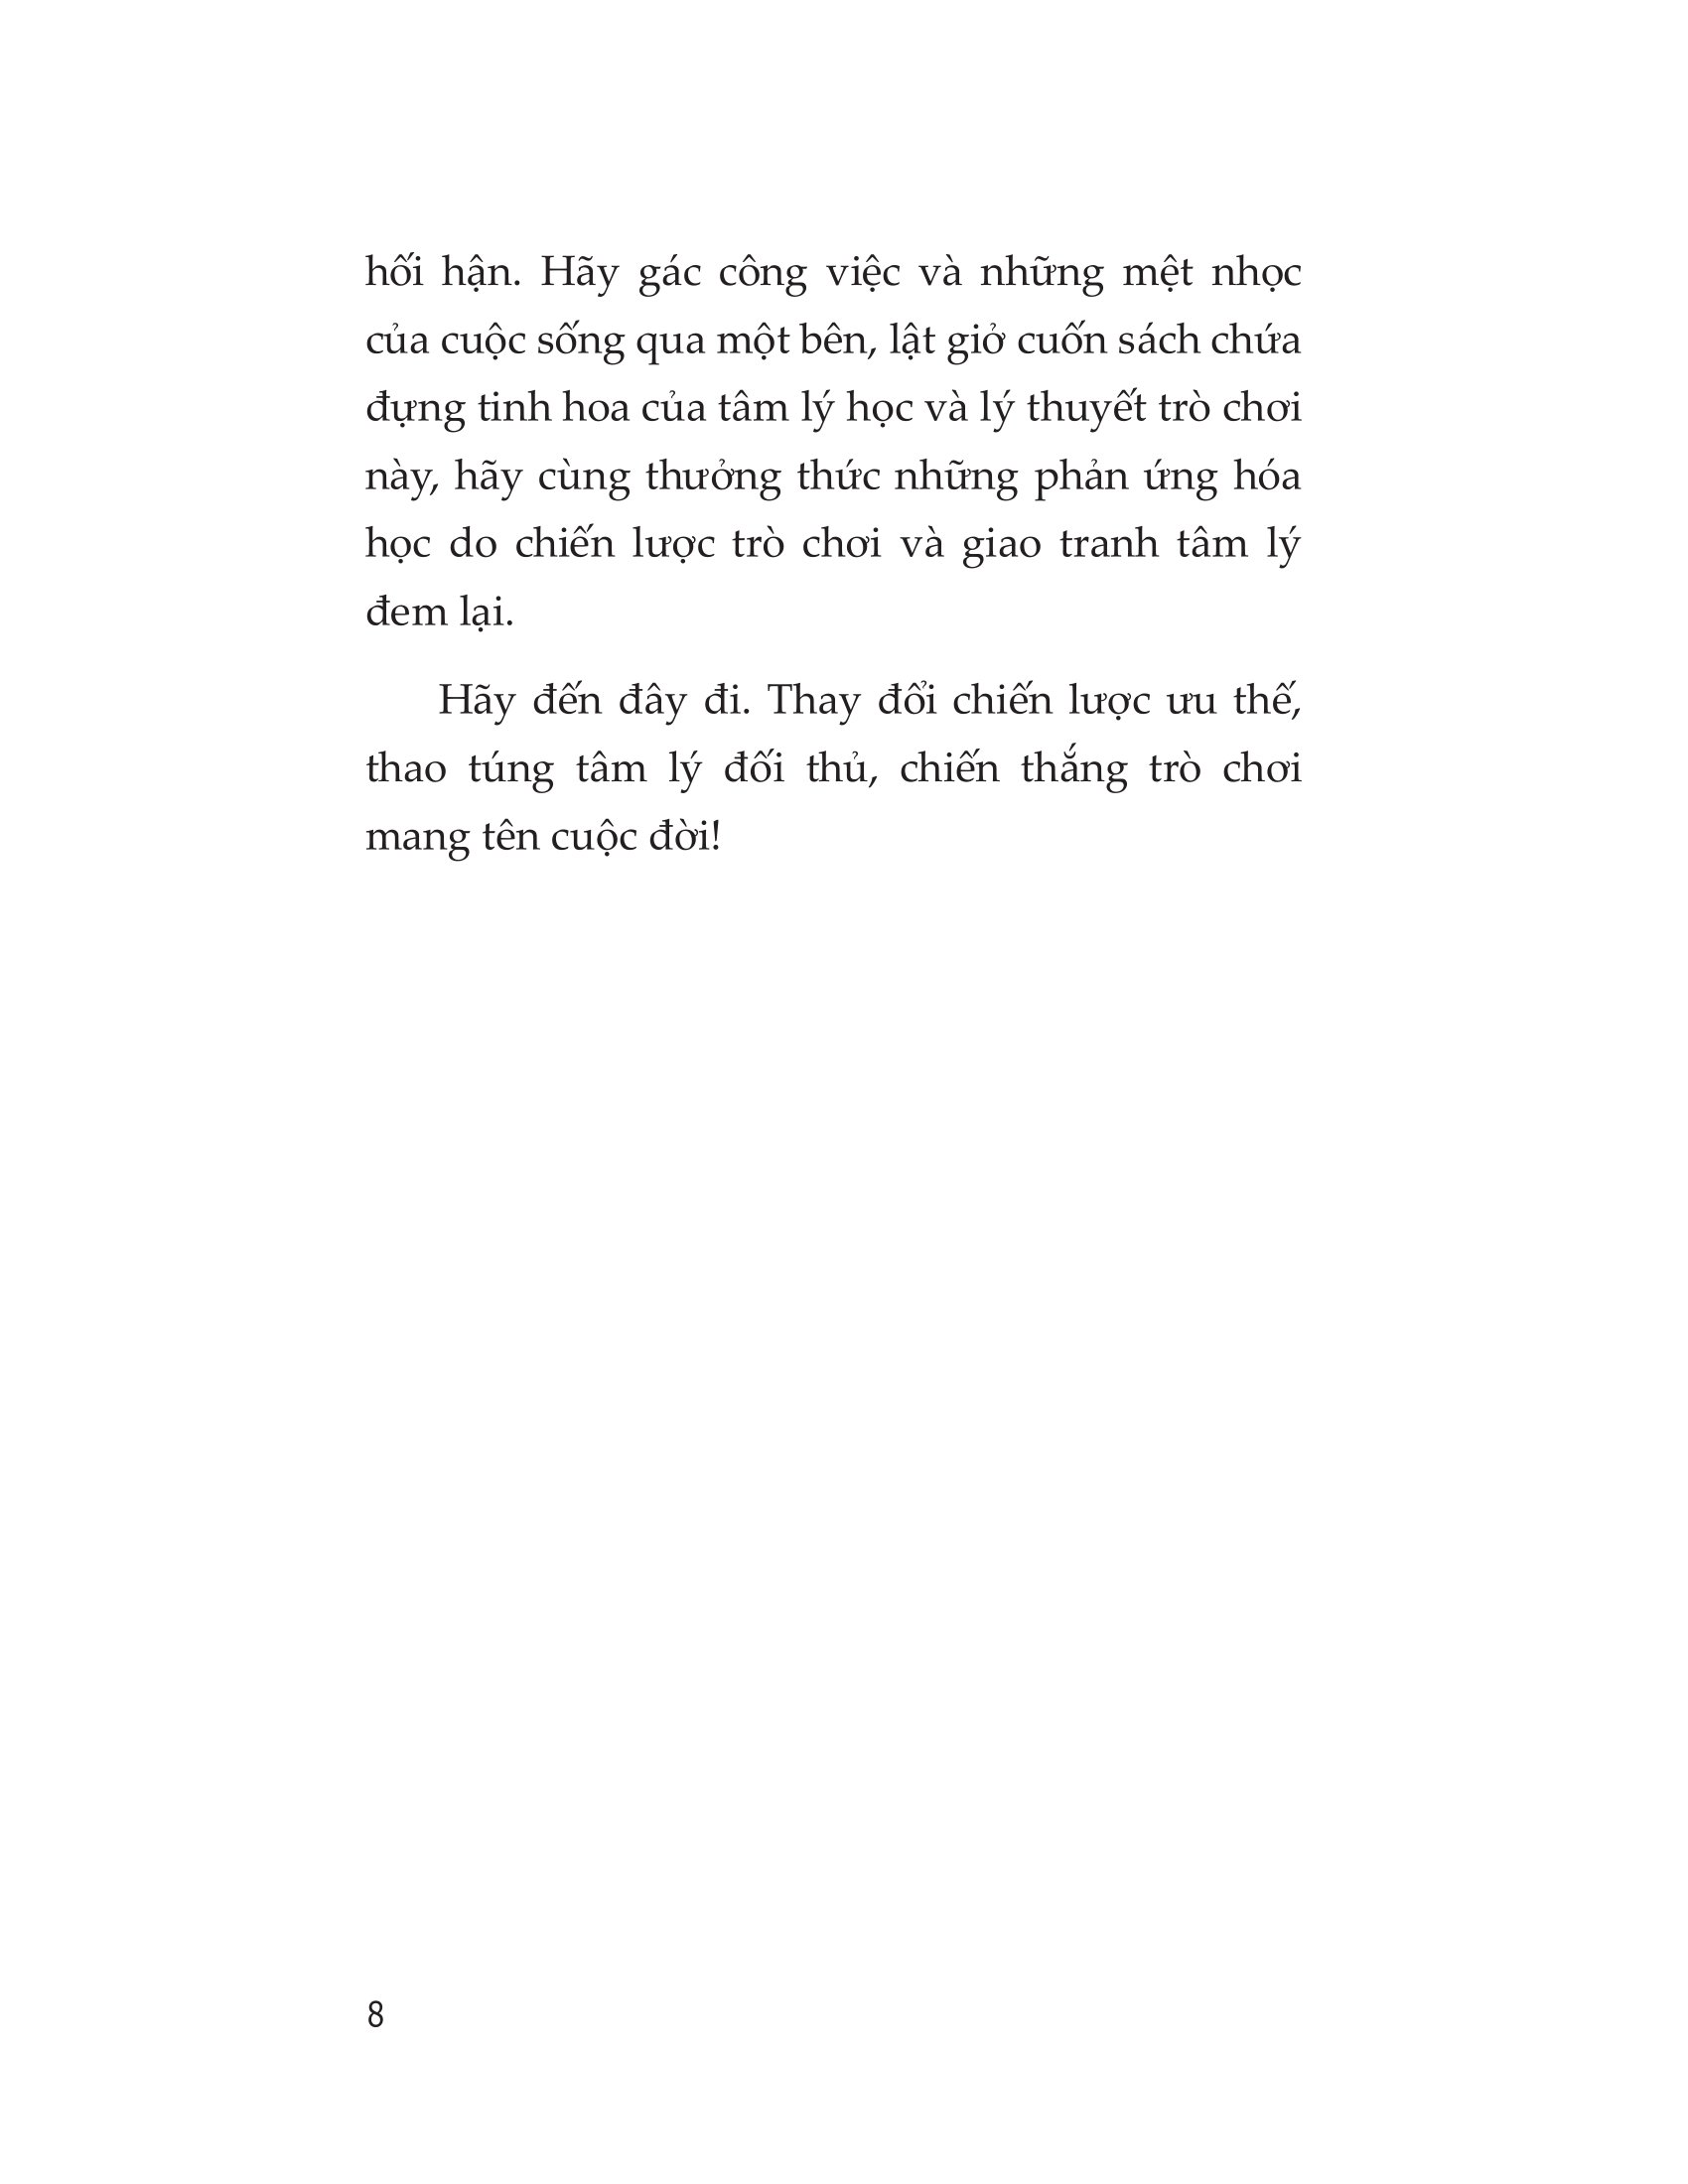 hối hận. Hãy gác công việc và những mệt nhọc
của cuộc sống qua một bên, lật giở cuốn sách chứa
đựng tinh hoa của tâm lý học và lý thuyết trò chơi
này, hãy cùng thưởng thức những phản ứng hóa
học do chiến lược trò chơi và giao tranh tâm lý
đem lại.
Hãy đến đây đi. Thay đổi chiến lược ưu thế,
thao túng tâm lý đối thủ, chiến thắng trò chơi
mang tên cuộc đời!
8